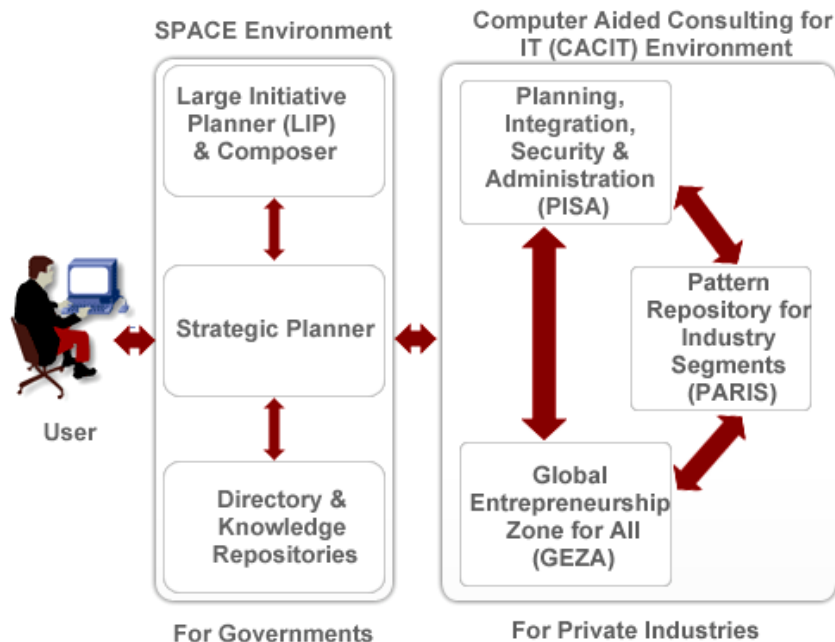 SPACE Environment
Large Initiative
Planner (LIP)
& Composer
Strategic Planner
Directory &
Knowledge
Repositories
For Governments
User
Computer Aided Consulting for
IT (CACIT) Environment
Planning,
Integration,
Security &
Administration
(PISA)
Pattern
Repository for
Industry
Segments
(PARIS)
Global
Entrepreneurship
Zone for All
(GEZA)
For Private Industries